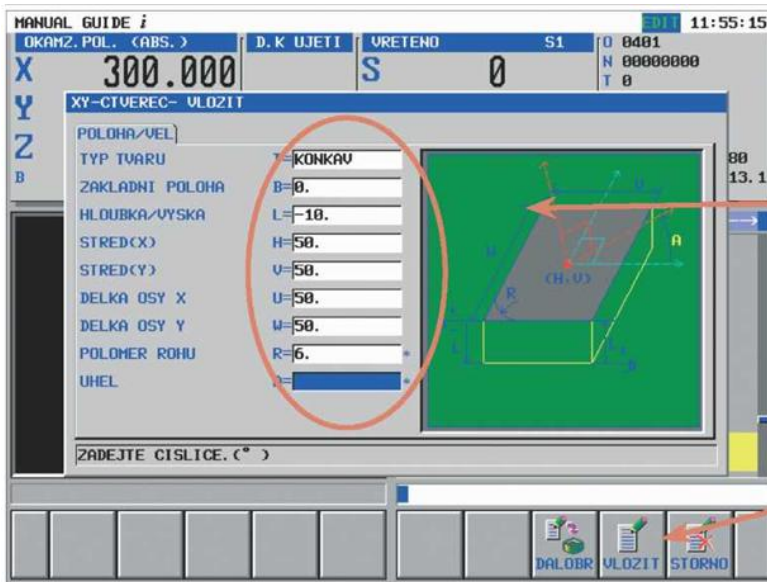 MANUAL GUIDE i EDIT 11:55:15
OKAMZ.POL. (ABS.) D.K UJETI VRETENO S1 O 0401
X 300.000 S 0 N 00000000
T 0
Y
Z
B
80
13.1
XY-CTVEREC- VLOZIT
POLOHA/VEL
TYP TVARU T=KONKAV
ZAKLADNI POLOHA B=0.
HLOUBKA/VYSKA L=-10.
STRED(X) H=50.
STRED(Y) V=50.
DELKA OSY X U=50.
DELKA OSY Y W=50.
POLOMER ROHU R=6. *
UHEL A= *
U
W
A
(H,V)
R
L
L
B
ZADEJTE CISLICE.(° )
DALOBR VLOZIT STORNO